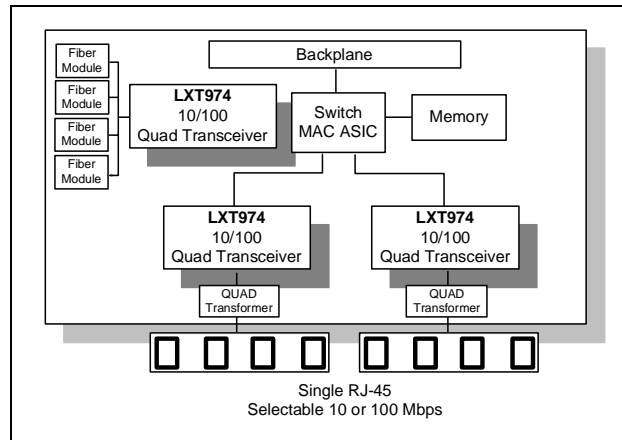 Fiber
Module
Fiber
Module
Fiber
Module
Fiber
Module
Backplane
LXT974
10/100
Quad Transceiver
Switch
MAC ASIC
Memory
LXT974
10/100
Quad Transceiver
LXT974
10/100
Quad Transceiver
QUAD
Transformer
QUAD
Transformer
Single RJ-45
Selectable 10 or 100 Mbps